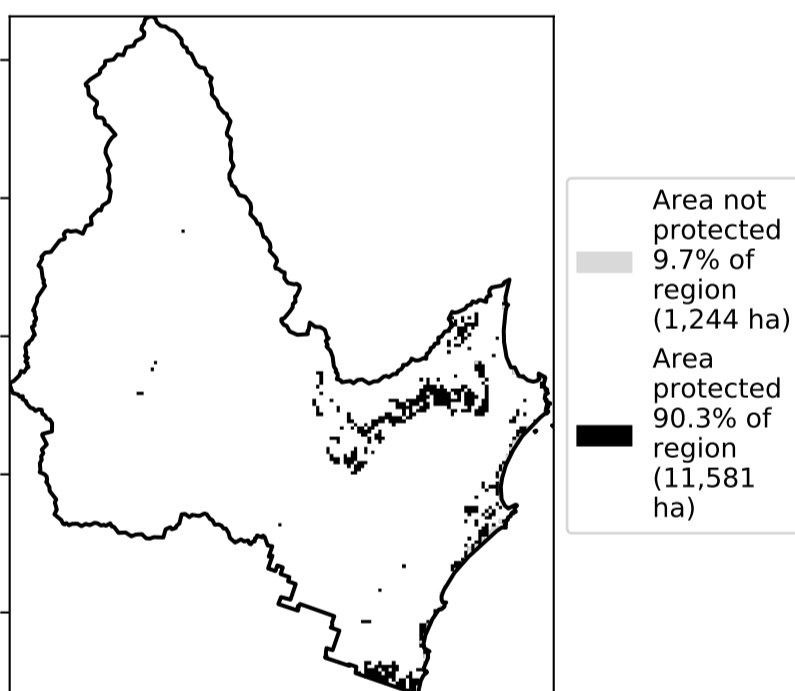 Area not
protected
9.7% of
region
(1,244 ha)
Area
protected
90.3% of
region
(11,581
ha)